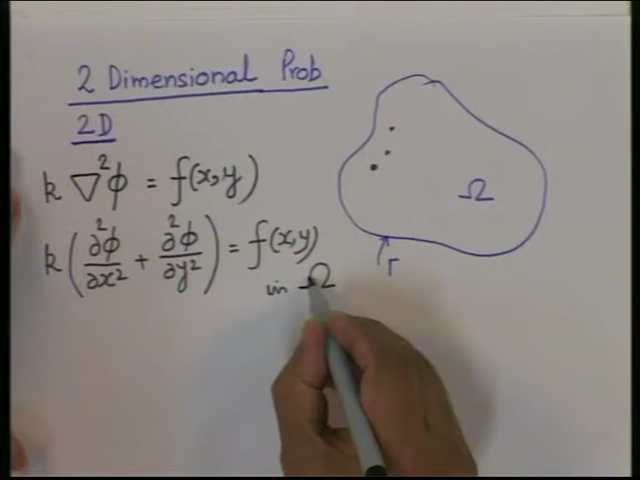 2 Dimensional Prob
2D
k ∇²ϕ = f(x,y)
k (∂²ϕ/∂x² + ∂²ϕ/∂y²) = f(x,y)
in Ω
Ω
Γ